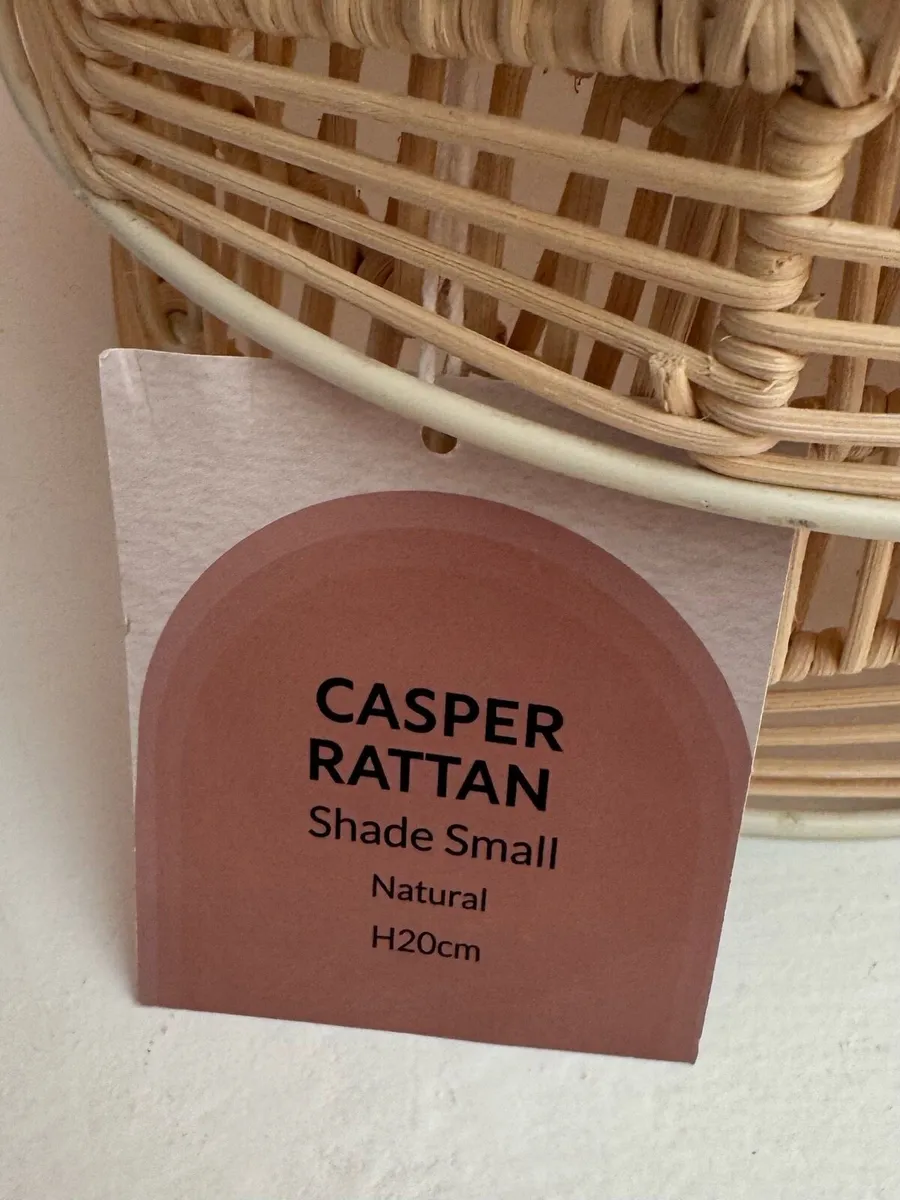 CASPER
RATTAN
Shade Small
Natural
H20cm